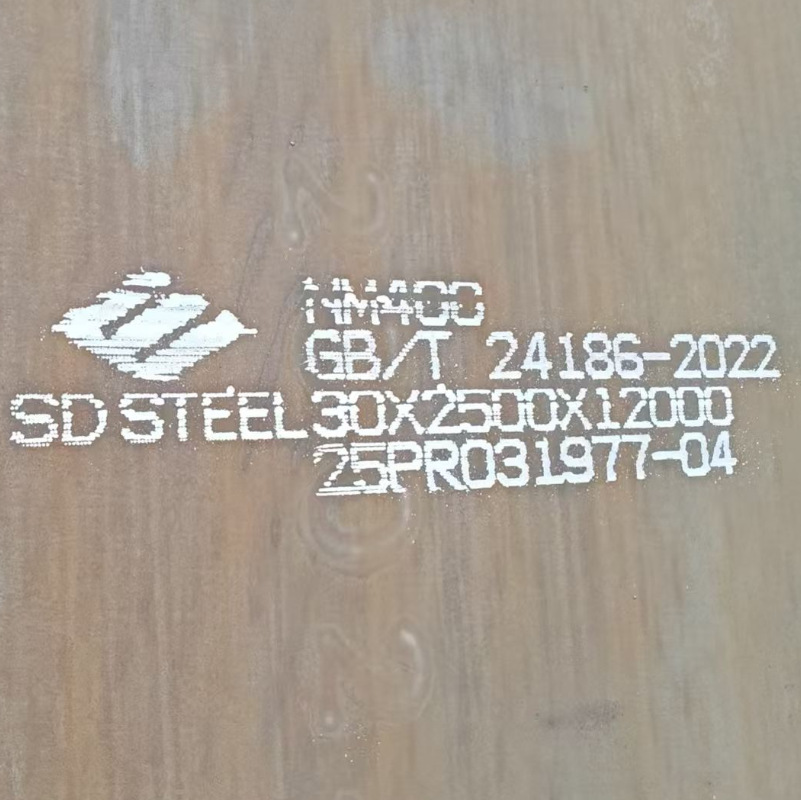 NM400
GB/T 24186-2022
SD STEEL 30X2500X12000
25PR031977-04